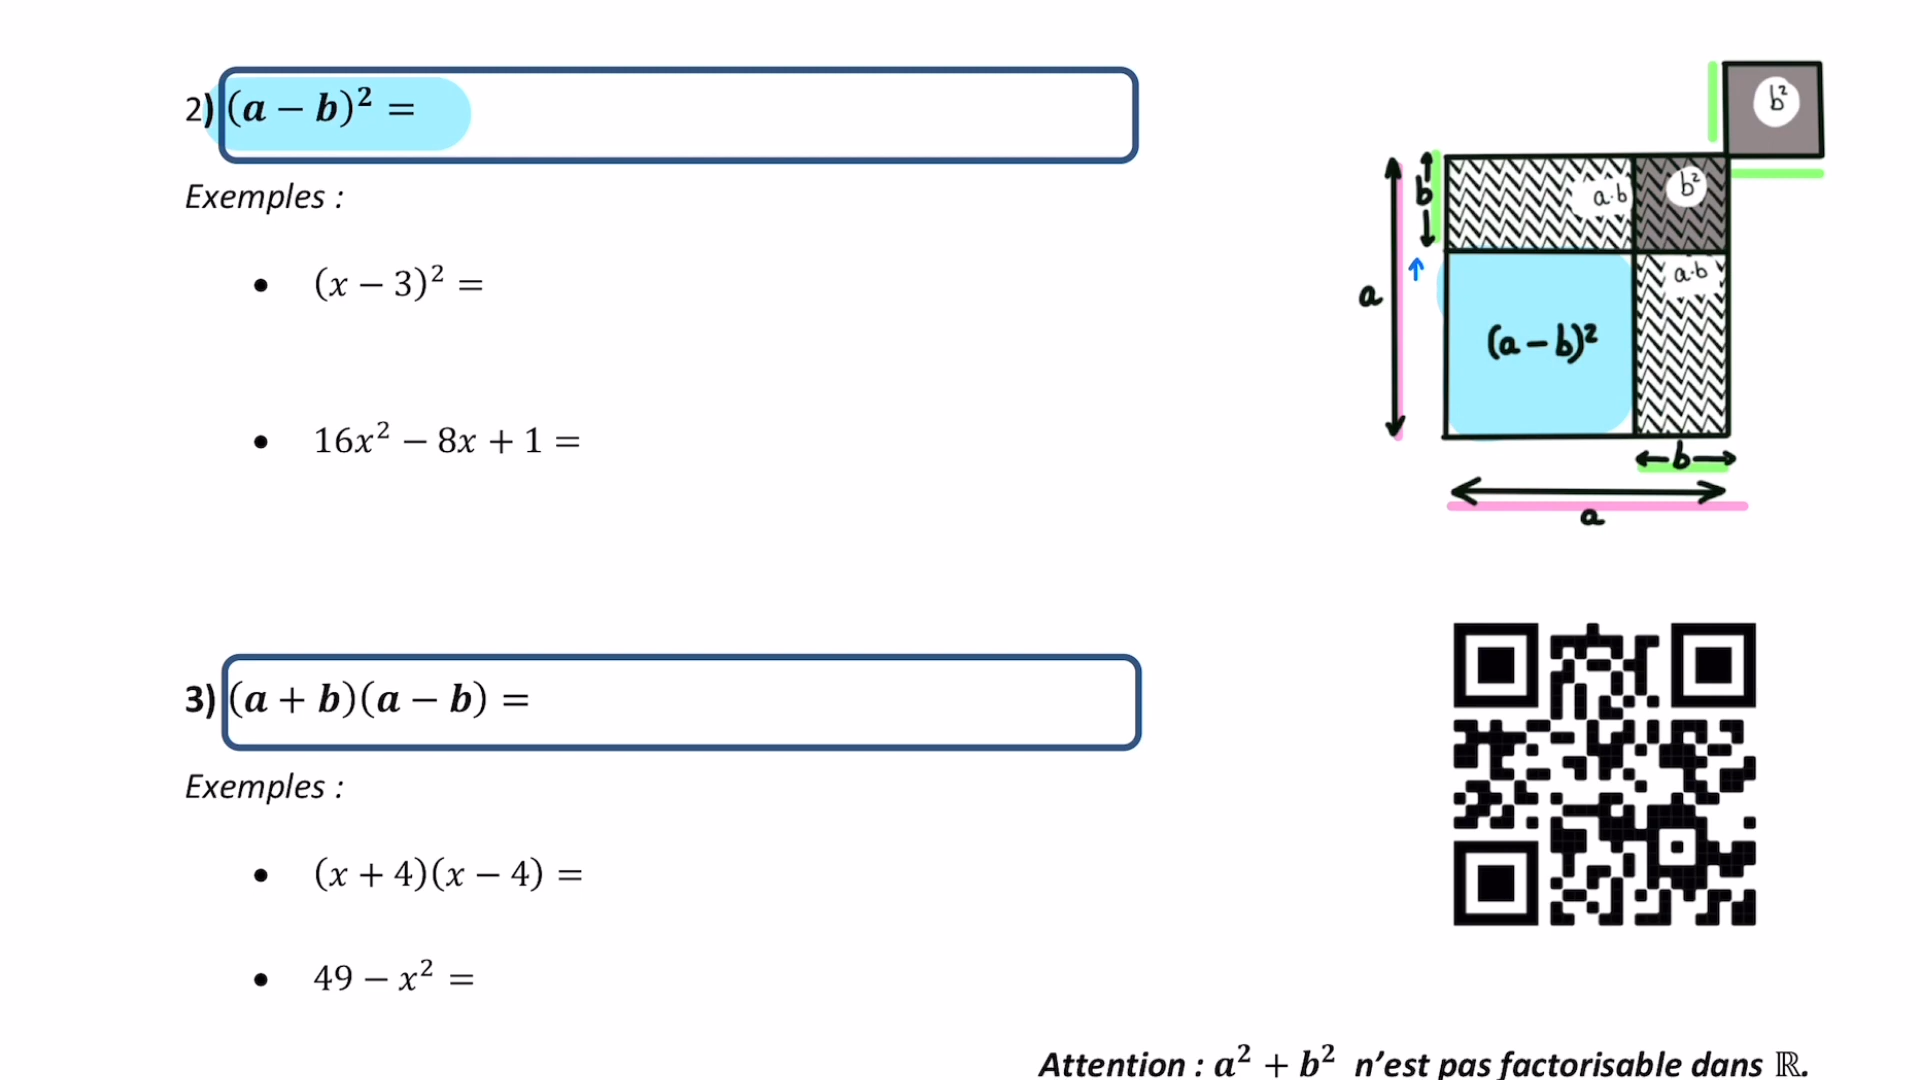 2) (a − b)² =
Exemples :
• (x − 3)² =
• 16x² − 8x + 1 =
b²
b
a·b
b²
a
a·b
(a − b)²
b
a
3) (a + b)(a − b) =
Exemples :
• (x + 4)(x − 4) =
• 49 − x² =
Attention : a² + b² n’est pas factorisable dans ℝ.